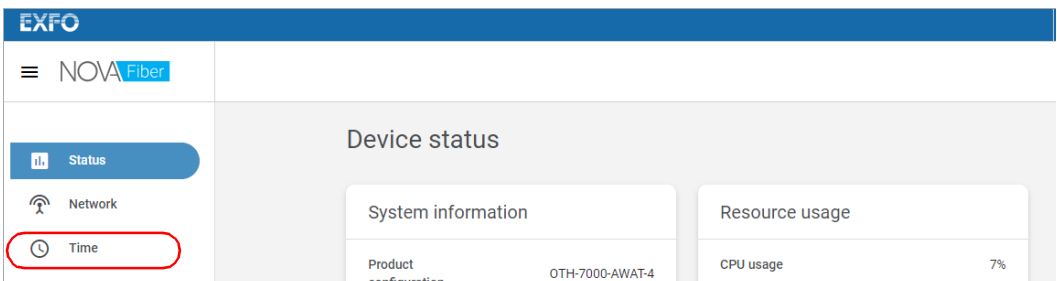 EXFO
NOVA Fiber
Device status
Status
Network
Time
System information
Product
configuration
OTH-7000-AWAT-4
Resource usage
CPU usage
7%